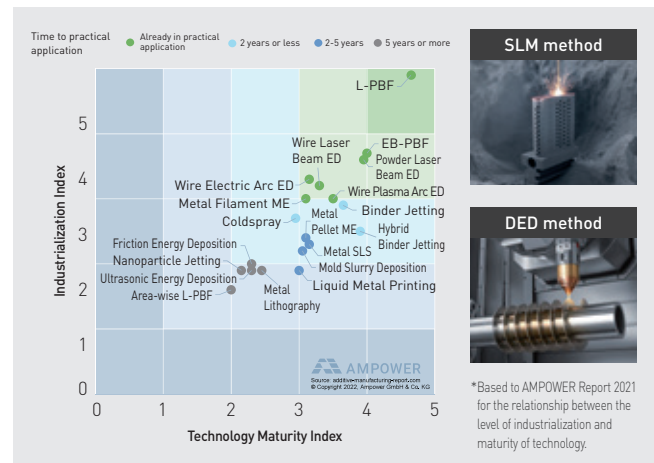 Time to practical
application
Already in practical
application
2 years or less
2-5-years
5 years or more
SLM method
L-PBF
Wire Laser
Beam ED
EB-PBF
Powder Laser
Beam ED
Wire Electric Arc ED
Wire Plasma Arc ED
Metal Filament ME
Binder Jetting
Coldspray
Metal
Pellet ME
Hybrid
Binder Jetting
Friction Energy Deposition
Metal SLS
Nanoparticle Jetting
Mold Slurry Deposition
Ultrasonic Energy Deposition
Metal
Lithography
Liquid Metal Printing
Area-wise L-PBF
Industrialization Index
5
4
3
2
1
0
0 1 2 3 4 5
Technology Maturity Index
AMPOWER
Source: additive-manufacturing-report.com
© Copyright 2022, Ampower GmbH & Co. KG
DED method
*Based to AMPOWER Report 2021
for the relationship between the
level of industrialization and
maturity of technology.